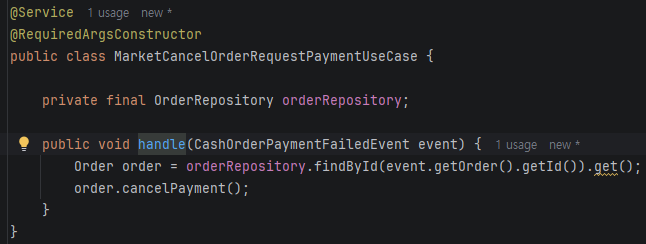 @Service 1 usage new *
@RequiredArgsConstructor
public class MarketCancelOrderRequestPaymentUseCase {
private final OrderRepository orderRepository;
public void handle(CashOrderPaymentFailedEvent event) { 1 usage new *
Order order = orderRepository.findById(event.getOrder().getId()).get();
order.cancelPayment();
}
}